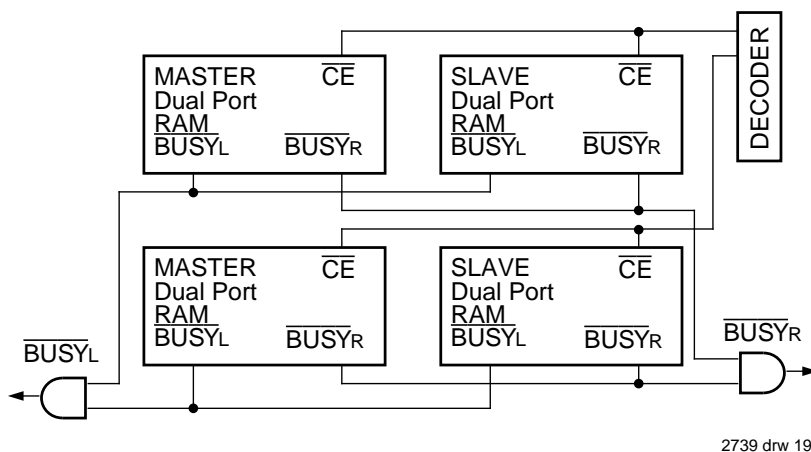 MASTER CE
Dual Port
RAM
BUSYL BUSYR
SLAVE CE
Dual Port
RAM
BUSYL BUSYR
DECODER
MASTER CE
Dual Port
RAM
BUSYL BUSYR
SLAVE CE
Dual Port
RAM
BUSYL BUSYR
BUSYL
BUSYR
2739 drw 19